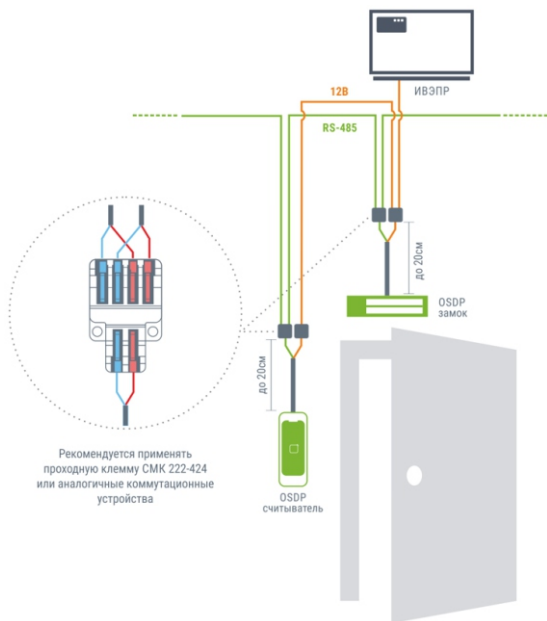 ИВЭПР
12В
RS-485
до 20см
OSDP
замок
до 20см
Рекомендуется применять
проходную клемму СМК 222-424
или аналогичные коммутационные
устройства
OSDP
считыватель